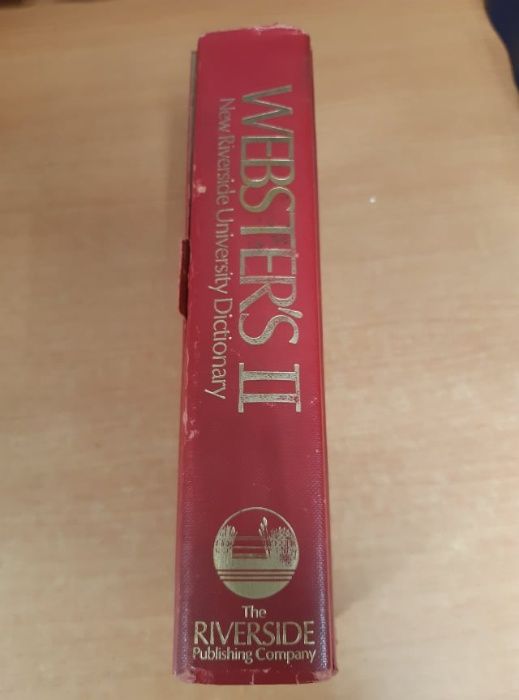 WEBSTER'S II
New Riverside University Dictionary
The
RIVERSIDE
Publishing Company